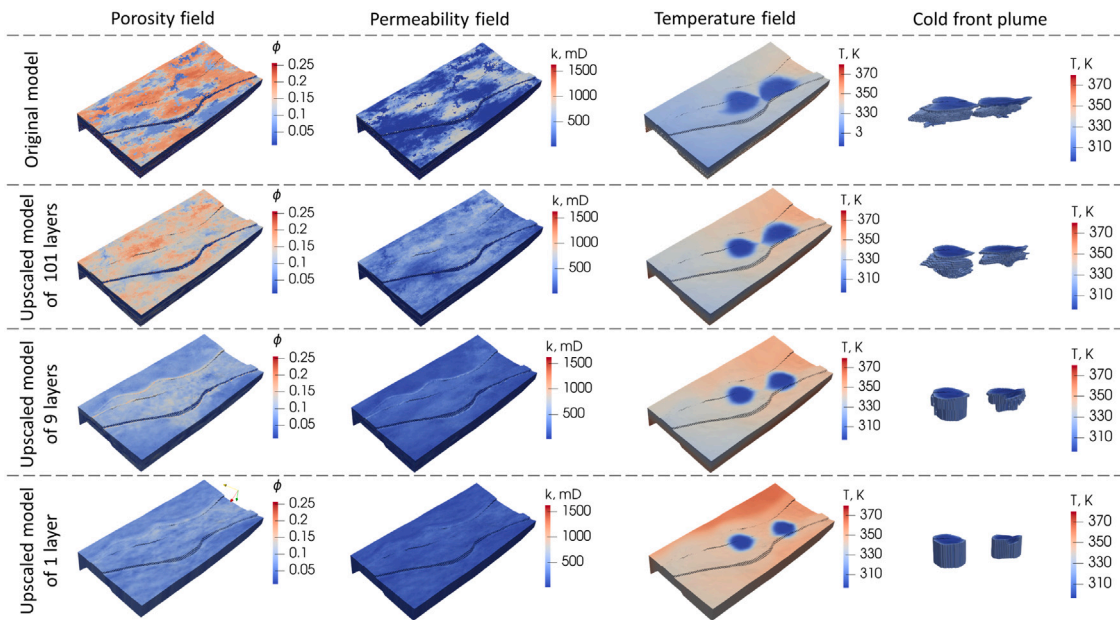 Porosity field Permeability field Temperature field Cold front plume
Original model
ϕ
0.25
0.2
0.15
0.1
0.05
k, mD
1500
1000
500
T, K
370
350
330
3
T, K
370
350
330
310
Upscaled model
of 101 layers
ϕ
0.25
0.2
0.15
0.1
0.05
k, mD
1500
1000
500
T, K
370
350
330
310
T, K
370
350
330
310
Upscaled model
of 9 layers
ϕ
0.25
0.2
0.15
0.1
0.05
k, mD
1500
1000
500
T, K
370
350
330
310
T, K
370
350
330
310
Upscaled model
of 1 layer
ϕ
0.25
0.2
0.15
0.1
0.05
k, mD
1500
1000
500
T, K
370
350
330
310
T, K
370
350
330
310